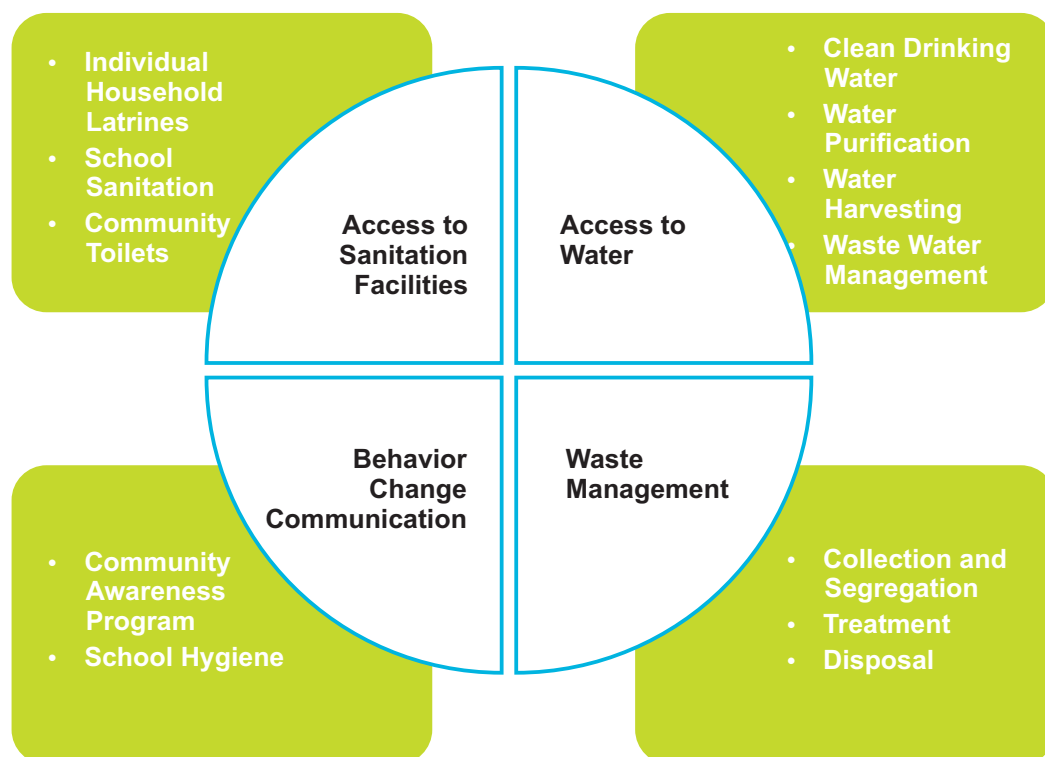 • Individual
Household
Latrines
• School
Sanitation
• Community
Toilets
Access to
Sanitation
Facilities
• Clean Drinking
Water
• Water
Purification
• Water
Harvesting
• Waste Water
Management
Access to
Water
Behavior
Change
Communication
• Community
Awareness
Program
• School Hygiene
Waste
Management
• Collection and
Segregation
• Treatment
• Disposal